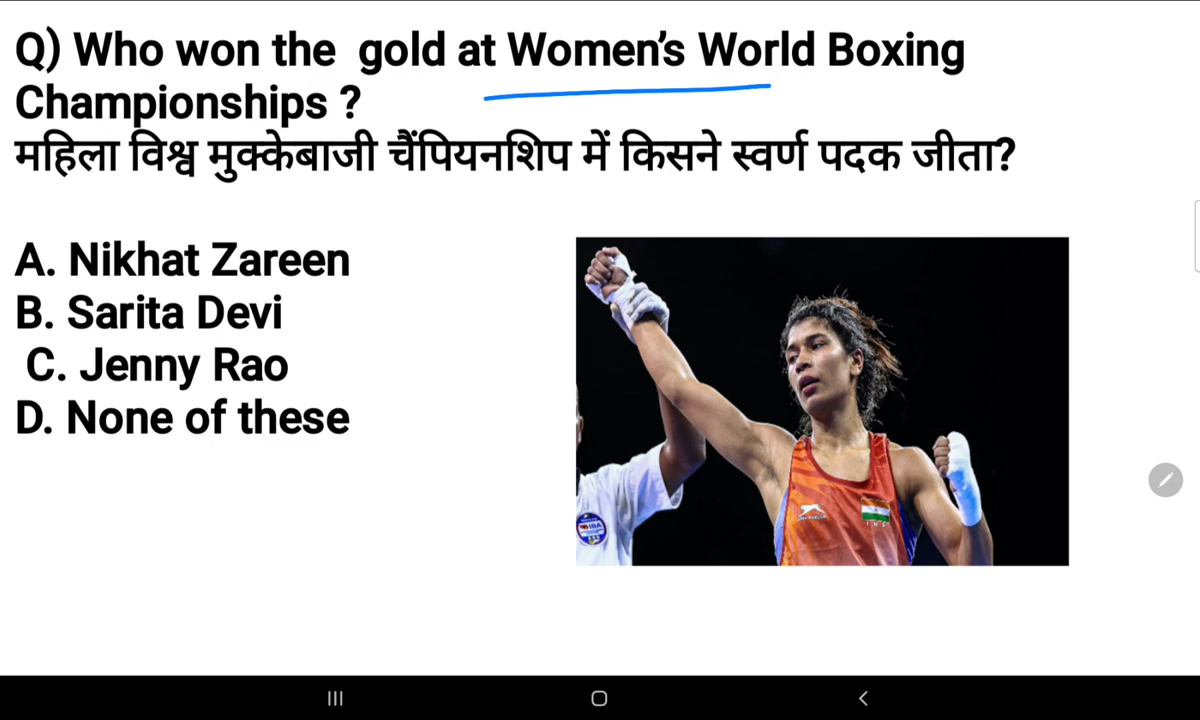 Q) Who won the gold at Women's World Boxing
Championships ?
महिला विश्व मुक्केबाजी चैंपियनशिप में किसने स्वर्ण पदक जीता?
A. Nikhat Zareen
B. Sarita Devi
C. Jenny Rao
D. None of these
IBA